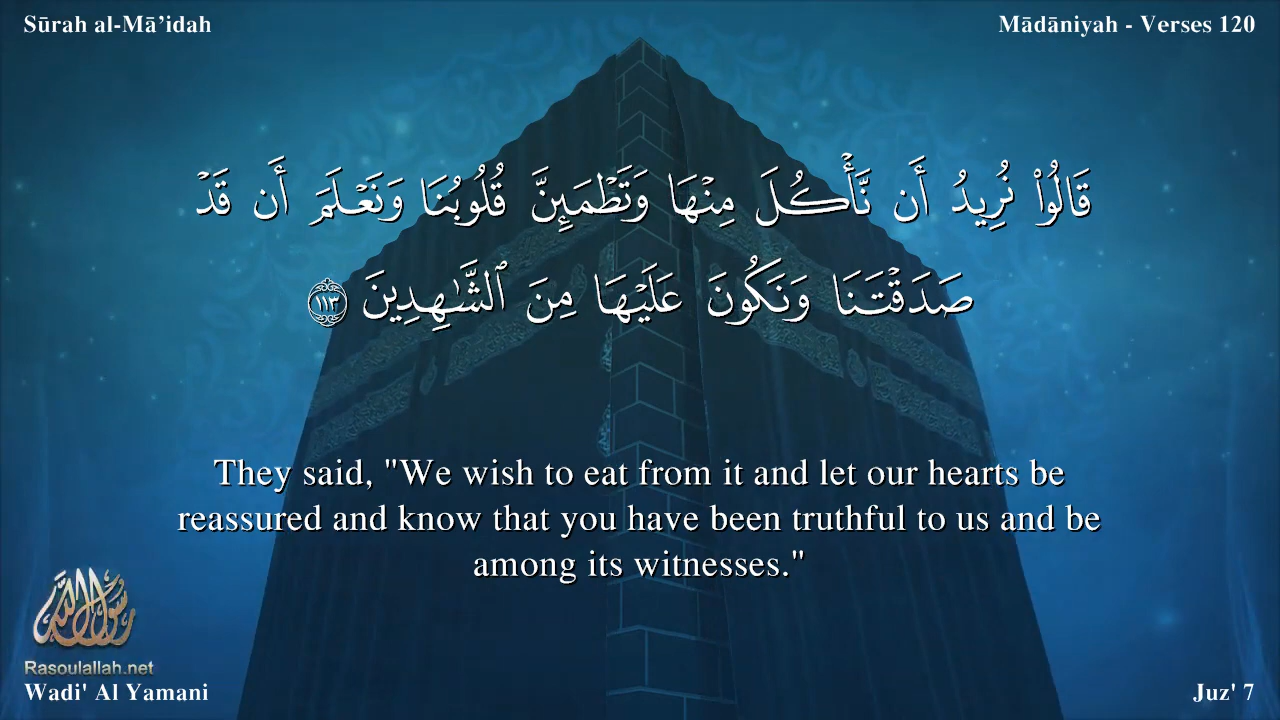 Sūrah al-Mā’idah
Mādāniyah - Verses 120
قَالُوا۟ نُرِيدُ أَن نَّأْكُلَ مِنْهَا وَتَطْمَئِنَّ قُلُوبُنَا وَنَعْلَمَ أَن قَدْ
صَدَقْتَنَا وَنَكُونَ عَلَيْهَا مِنَ ٱلشَّـٰهِدِينَ ١١٣
They said, "We wish to eat from it and let our hearts be
reassured and know that you have been truthful to us and be
among its witnesses."
رسول الله
Rasoulallah.net
Wadi' Al Yamani
Juz' 7